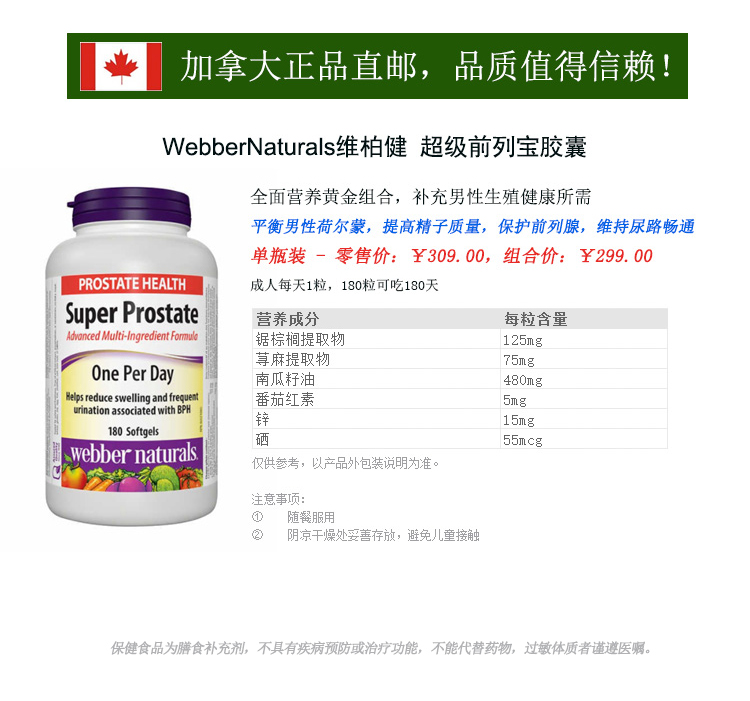 加拿大正品直邮，品质值得信赖！
WebberNaturals维柏健 超级前列宝胶囊
全面营养黄金组合，补充男性生殖健康所需
平衡男性荷尔蒙，提高精子质量，保护前列腺，维持尿路畅通
单瓶装 - 零售价：￥309.00，组合价：￥299.00
成人每天1粒，180粒可吃180天
营养成分 每粒含量
锯棕榈提取物 125mg
荨麻提取物 75mg
南瓜籽油 480mg
番茄红素 5mg
锌 15mg
硒 55mcg
仅供参考，以产品外包装说明为准。
注意事项：
① 随餐服用
② 阴凉干燥处妥善存放，避免儿童接触
PROSTATE HEALTH
Super Prostate
Advanced Multi-Ingredient Formula
One Per Day
Helps reduce swelling and frequent
urination associated with BPH
180 Softgels
webber naturals.
保健食品为膳食补充剂，不具有疾病预防或治疗功能，不能代替药物，过敏体质者谨遵医嘱。